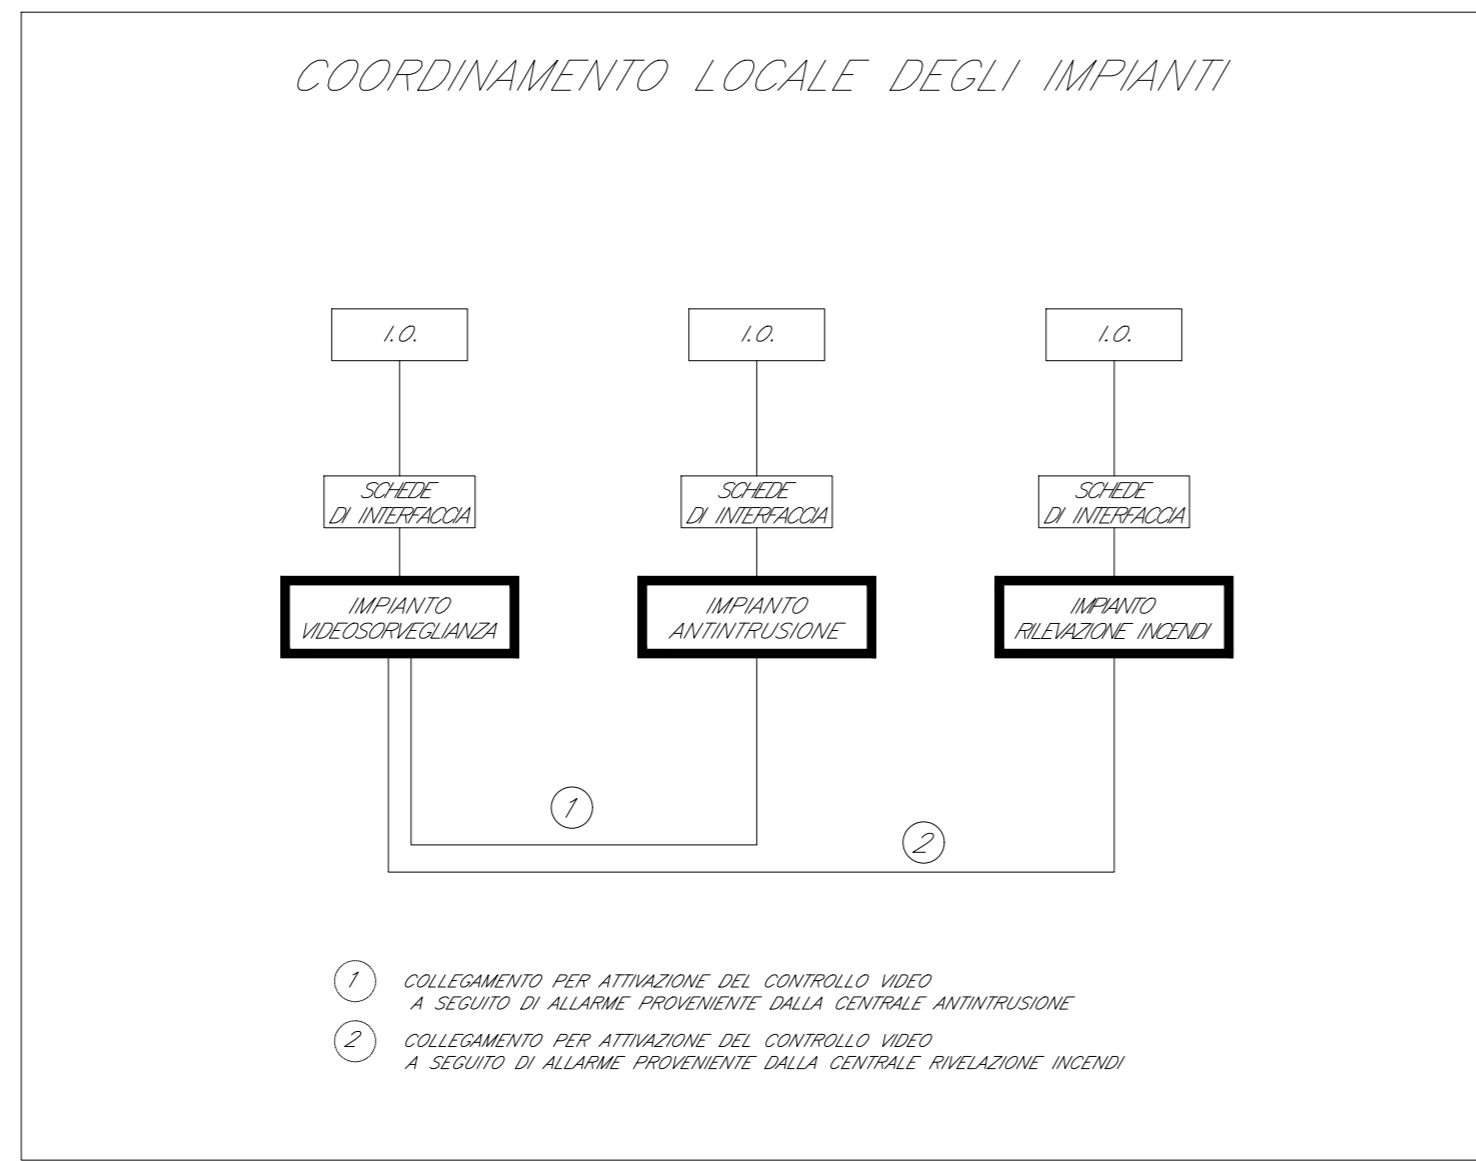 COORDINAMENTO LOCALE DEGLI IMPIANTI
I.O.
I.O.
I.O.
SCHEDE
DI INTERFACCIA
SCHEDE
DI INTERFACCIA
SCHEDE
DI INTERFACCIA
IMPIANTO
VIDEOSORVEGLIANZA
IMPIANTO
ANTINTRUSIONE
IMPIANTO
RILEVAZIONE INCENDI
1
2
1 COLLEGAMENTO PER ATTIVAZIONE DEL CONTROLLO VIDEO
A SEGUITO DI ALLARME PROVENIENTE DALLA CENTRALE ANTINTRUSIONE
2 COLLEGAMENTO PER ATTIVAZIONE DEL CONTROLLO VIDEO
A SEGUITO DI ALLARME PROVENIENTE DALLA CENTRALE RIVELAZIONE INCENDI